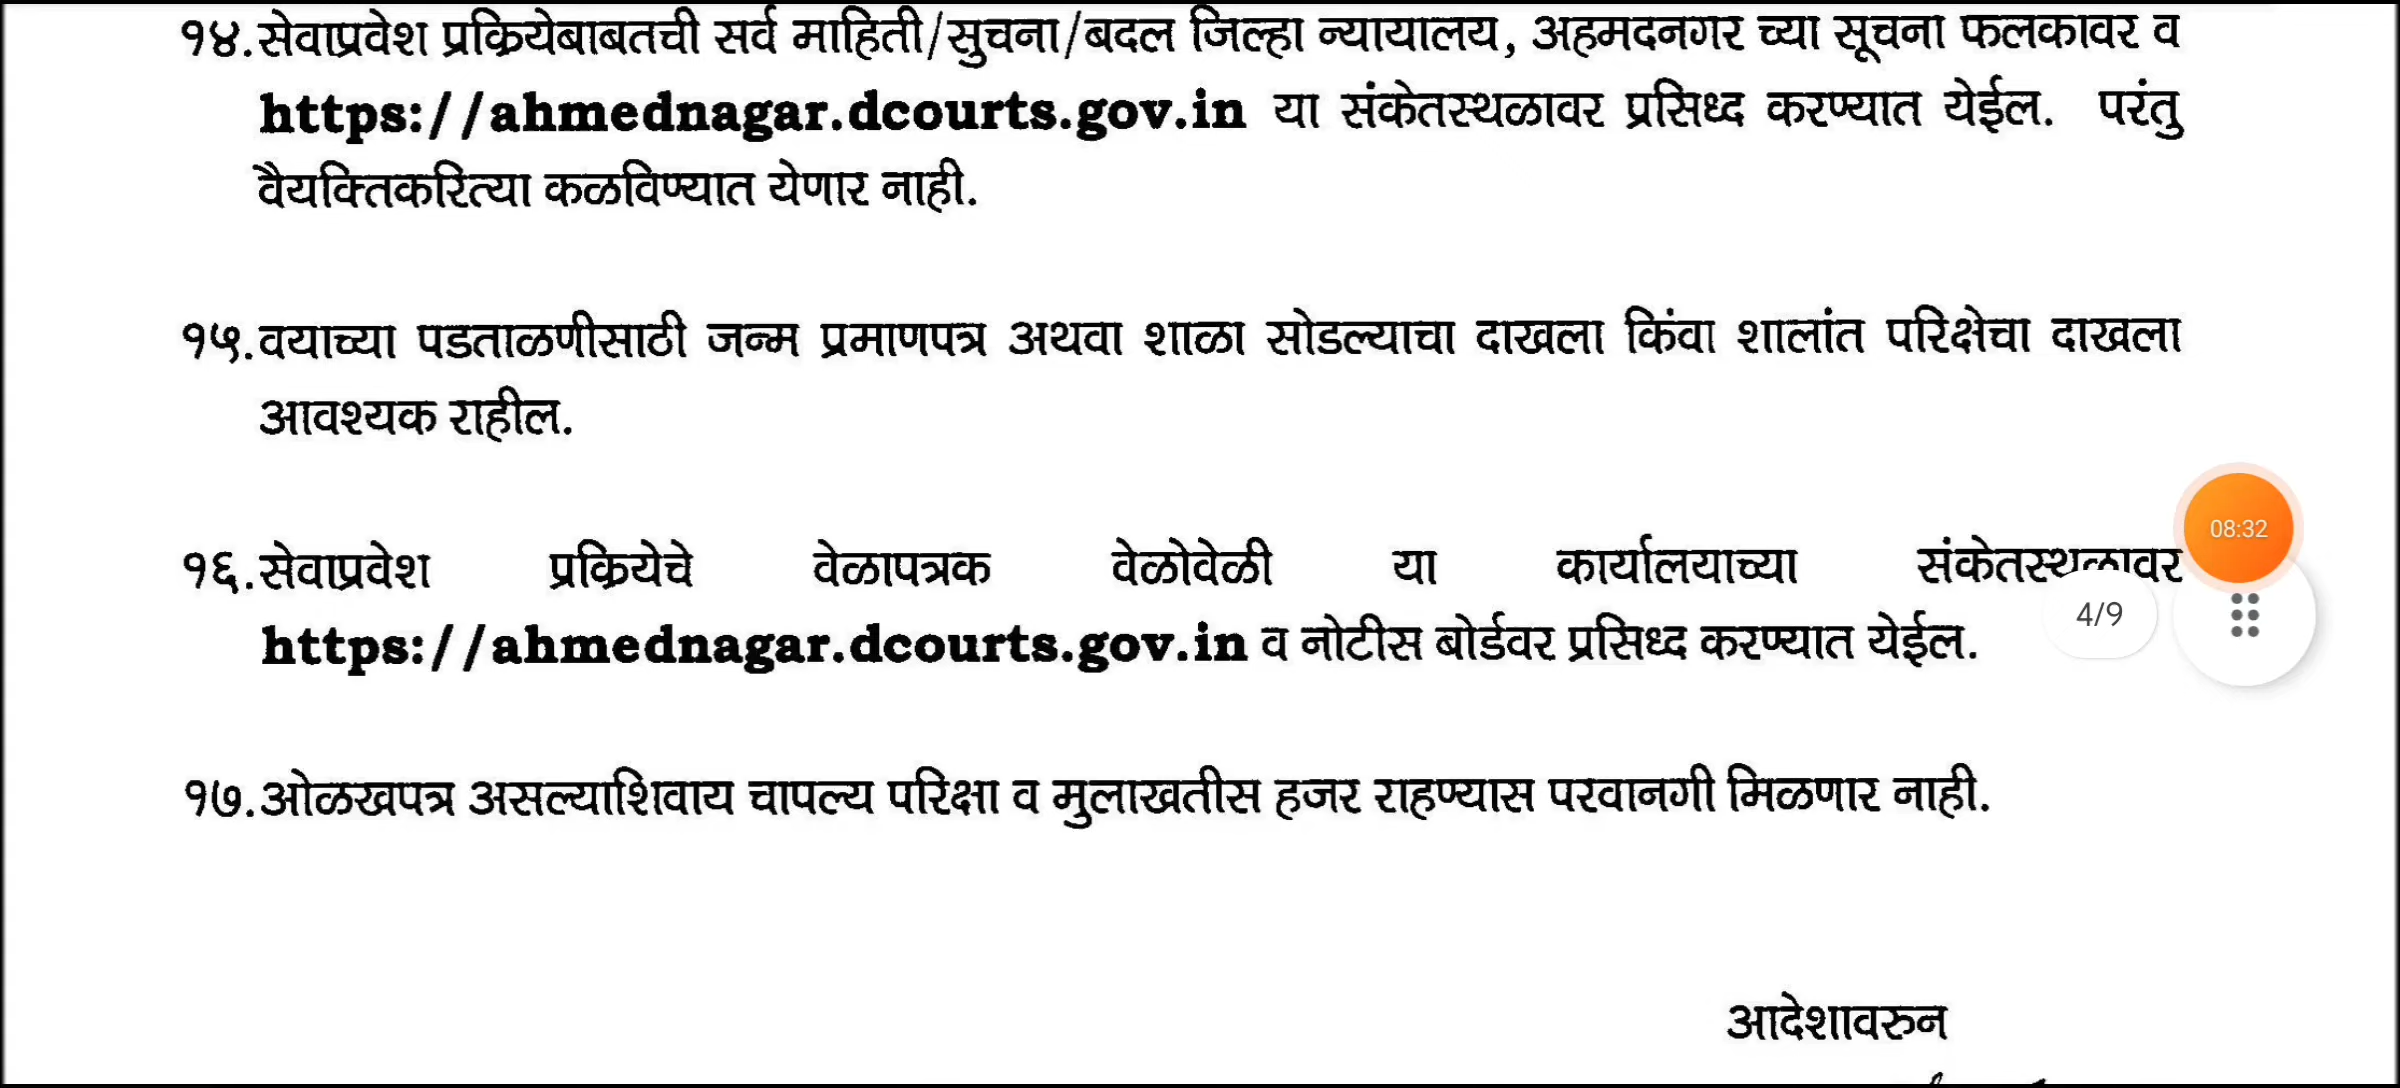 १४.सेवाप्रवेश प्रक्रियेबाबतची सर्व माहिती/सुचना/बदल जिल्हा न्यायालय, अहमदनगर च्या सूचना फलकावर व
https://ahmednagar.dcourts.gov.in या संकेतस्थळावर प्रसिध्द करण्यात येईल. परंतु
वैयक्तिकरित्या कळविण्यात येणार नाही.
१५.वयाच्या पडताळणीसाठी जन्म प्रमाणपत्र अथवा शाळा सोडल्याचा दाखला किंवा शालांत परिक्षेचा दाखला
आवश्यक राहील.
08:32
१६.सेवाप्रवेश प्रक्रियेचे वेळापत्रक वेळोवेळी या कार्यालयाच्या संकेतस्थळावर
4/9
https://ahmednagar.dcourts.gov.in व नोटीस बोर्डवर प्रसिध्द करण्यात येईल.
१७.ओळखपत्र असल्याशिवाय चापल्य परिक्षा व मुलाखतीस हजर राहण्यास परवानगी मिळणार नाही.
आदेशावरुन